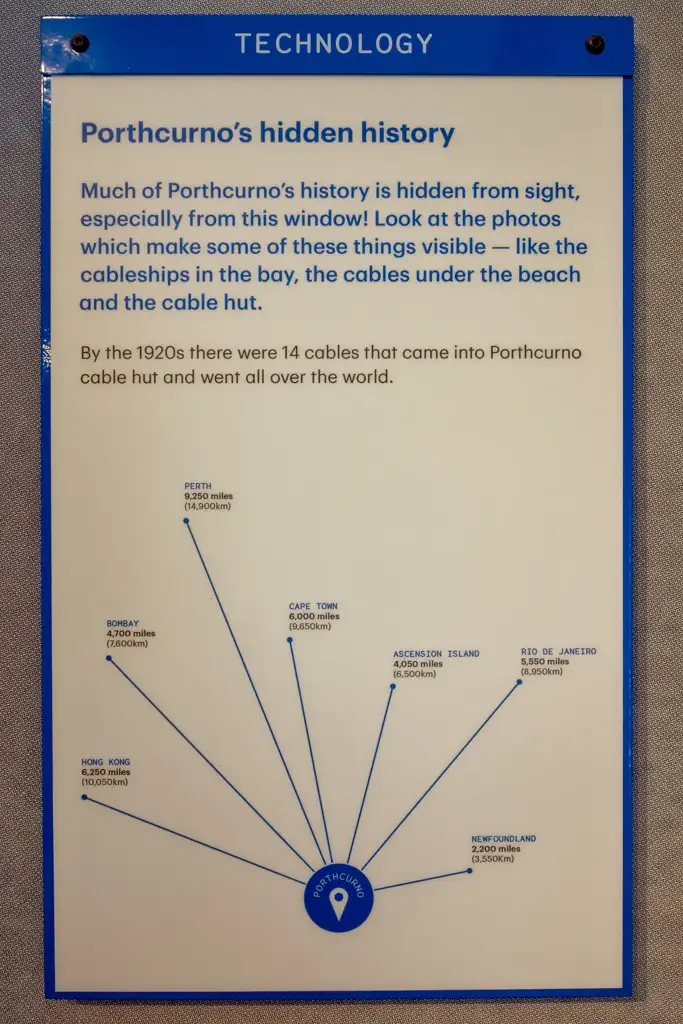 TECHNOLOGY
Porthcurno's hidden history
Much of Porthcurno's history is hidden from sight,
especially from this window! Look at the photos
which make some of these things visible — like the
cableships in the bay, the cables under the beach
and the cable hut.
By the 1920s there were 14 cables that came into Porthcurno
cable hut and went all over the world.
PERTH
9,250 miles
(14,900km)
CAPE TOWN
6,000 miles
(9,650km)
BOMBAY
4,700 miles
(7,600km)
ASCENSION ISLAND
4,050 miles
(6,500km)
RIO DE JANEIRO
5,550 miles
(8,950km)
HONG KONG
6,250 miles
(10,050km)
NEWFOUNDLAND
2,200 miles
(3,550Km)
PORTHCURNO